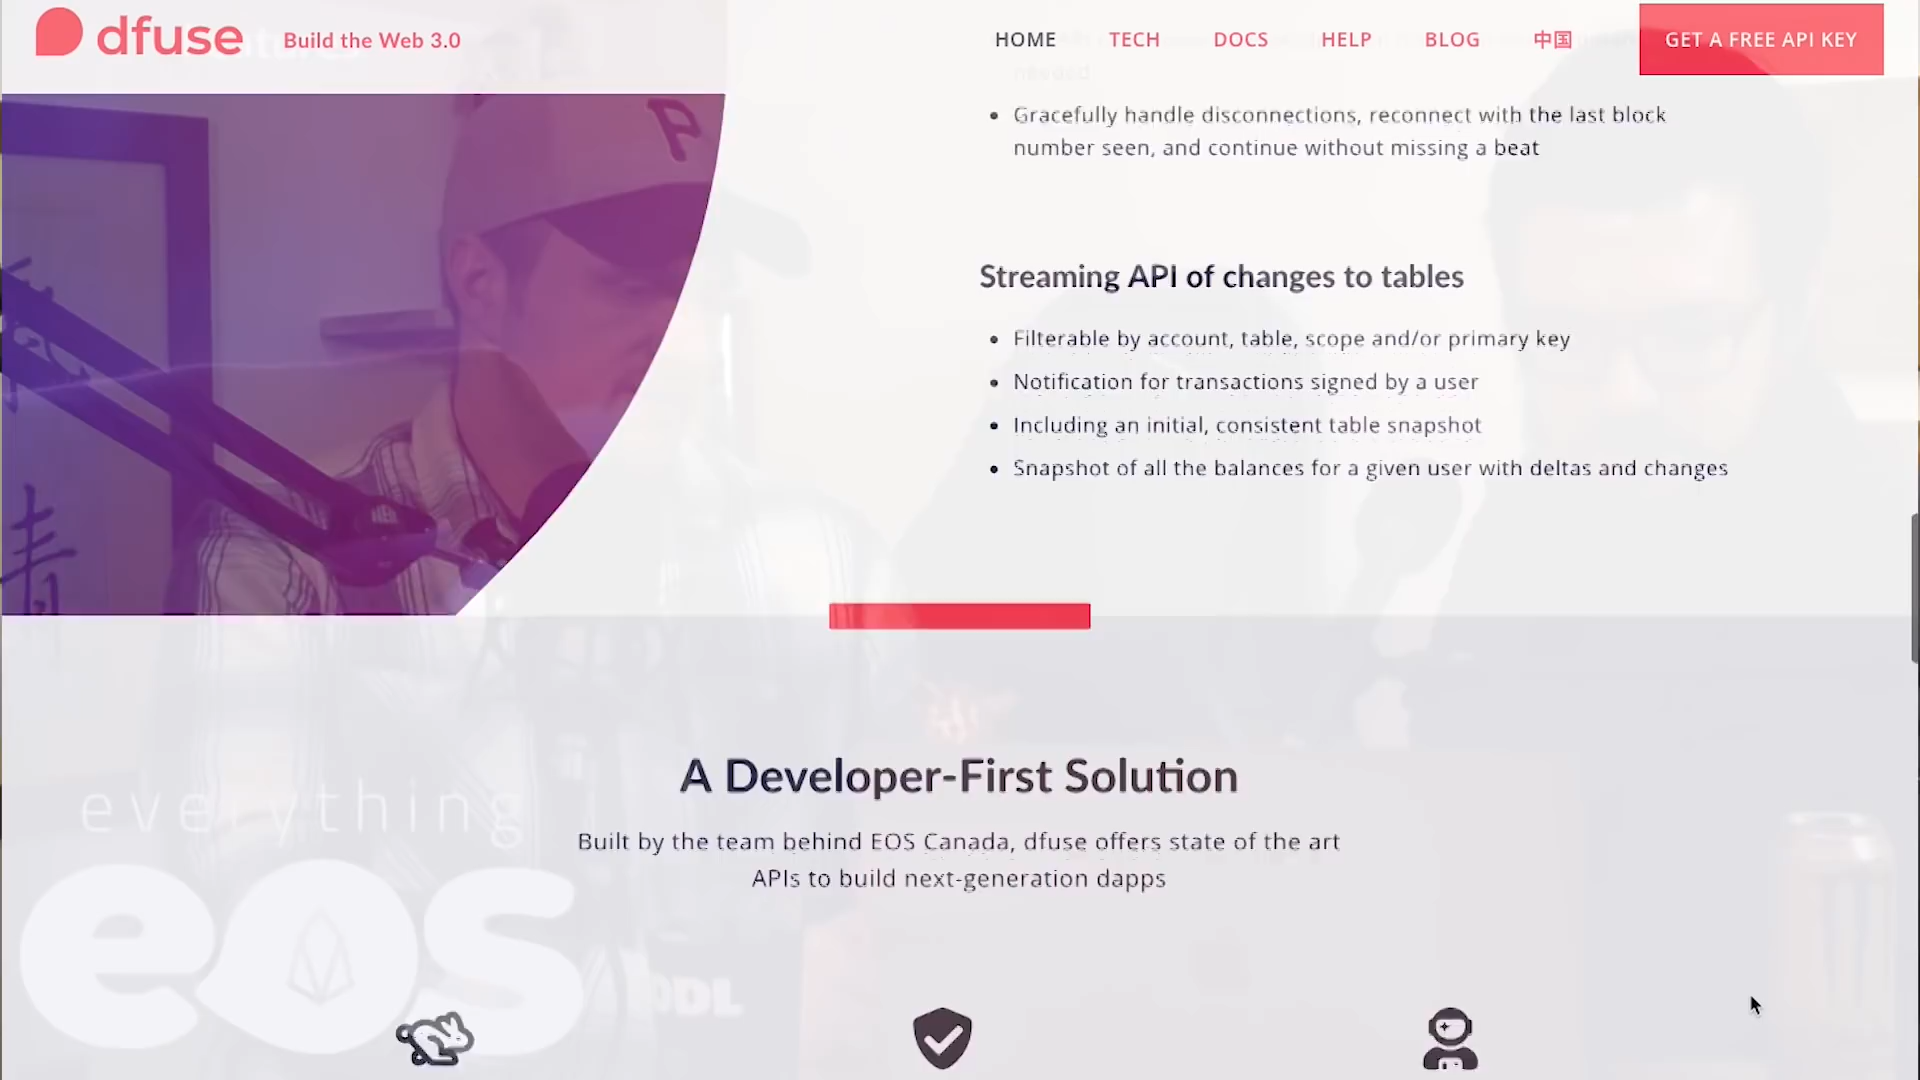 dfuse
Build the Web 3.0
HOME
TECH
DOCS
HELP
BLOG
中国
GET A FREE API KEY
needed
Gracefully handle disconnections, reconnect with the last block
number seen, and continue without missing a beat
P
Streaming API of changes to tables
Filterable by account, table, scope and/or primary key
Notification for transactions signed by a user
Including an initial, consistent table snapshot
Snapshot of all the balances for a given user with deltas and changes
A Developer-First Solution
Built by the team behind EOS Canada, dfuse offers state of the art
APIs to build next-generation dapps
everything
eos